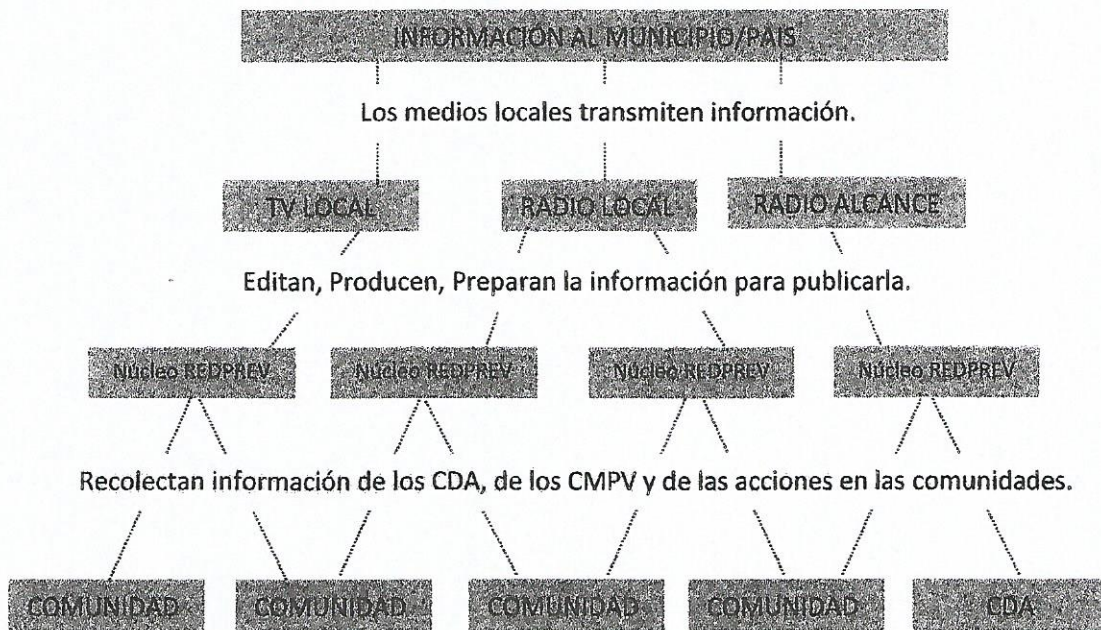 INFORMACIÓN AL MUNICIPIO/PAIS
Los medios locales transmiten información.
TV LOCAL RADIO LOCAL RADIO ALCANCE
Editan, Producen, Preparan la información para publicarla.
Núcleo REDPREV Núcleo REDPREV Núcleo REDPREV Núcleo REDPREV
Recolectan información de los CDA, de los CMPV y de las acciones en las comunidades.
COMUNIDAD COMUNIDAD COMUNIDAD COMUNIDAD CDA